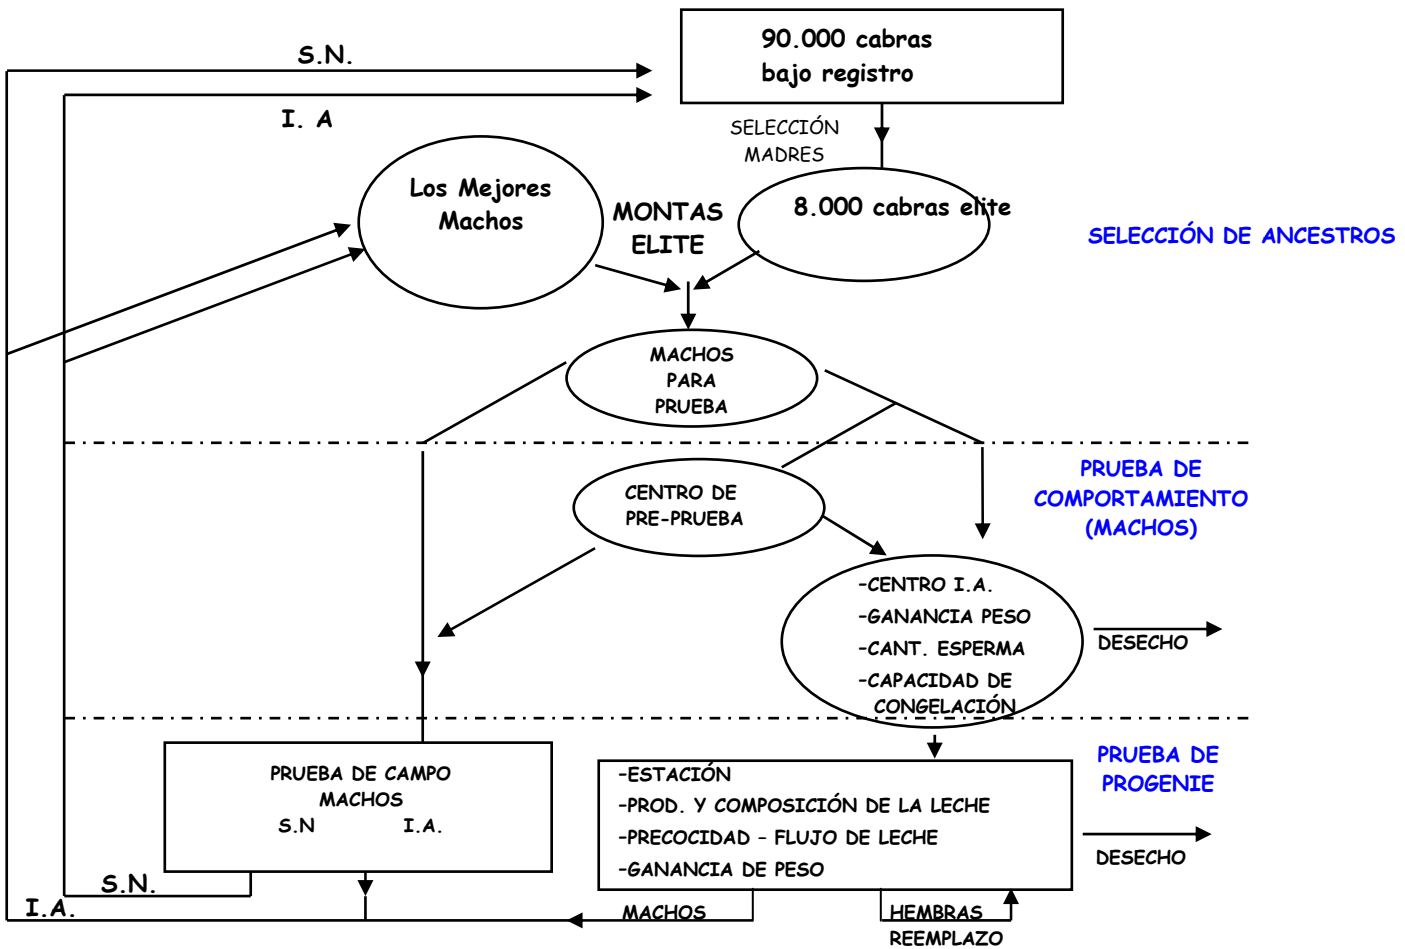 S.N.
90.000 cabras
bajo registro
I. A
SELECCIÓN
MADRES
Los Mejores
Machos
MONTAS
ELITE
8.000 cabras elite
SELECCIÓN DE ANCESTROS
MACHOS
PARA
PRUEBA
PRUEBA DE
COMPORTAMIENTO
(MACHOS)
CENTRO DE
PRE-PRUEBA
-CENTRO I.A.
-GANANCIA PESO
-CANT. ESPERMA
-CAPACIDAD DE
CONGELACIÓN
DESECHO
PRUEBA DE
PROGENIE
PRUEBA DE CAMPO
MACHOS
S.N I.A.
-ESTACIÓN
-PROD. Y COMPOSICIÓN DE LA LECHE
-PRECOCIDAD - FLUJO DE LECHE
-GANANCIA DE PESO
DESECHO
S.N.
I.A.
MACHOS
HEMBRAS
REEMPLAZO